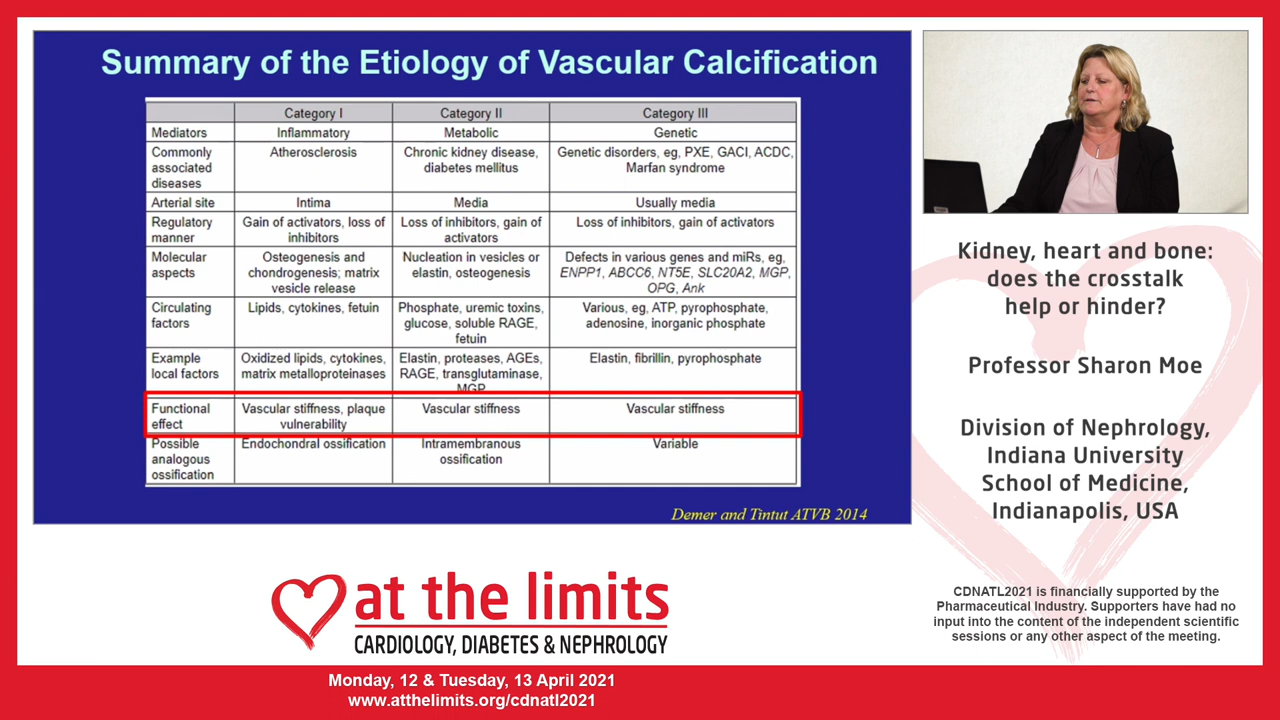 Summary of the Etiology of Vascular Calcification
Category I Category II Category III
Mediators Inflammatory Metabolic Genetic
Commonly associated diseases
Atherosclerosis
Chronic kidney disease,
diabetes mellitus
Genetic disorders, eg, PXE, GACI, ACDC,
Marfan syndrome
Arterial site Intima Media Usually media
Regulatory
manner
Gain of activators, loss of
inhibitors
Loss of inhibitors, gain of
activators
Loss of inhibitors, gain of activators
Molecular
aspects
Osteogenesis and
chondrogenesis; matrix
vesicle release
Nucleation in vesicles or
elastin, osteogenesis
Defects in various genes and miRs, eg,
ENPP1, ABCC6, NT5E, SLC20A2, MGP,
OPG, Ank
Circulating
factors
Lipids, cytokines, fetuin
Phosphate, uremic toxins,
glucose, soluble RAGE,
fetuin
Various, eg, ATP, pyrophosphate,
adenosine, inorganic phosphate
Example
local factors
Oxidized lipids, cytokines,
matrix metalloproteinases
Elastin, proteases, AGEs,
RAGE, transglutaminase,
MGP
Elastin, fibrillin, pyrophosphate
Functional
effect
Vascular stiffness, plaque
vulnerability
Vascular stiffness
Vascular stiffness
Possible
analogous
ossification
Endochondral ossification
Intramembranous
ossification
Variable
Demer and Tintut ATVB 2014
Kidney, heart and bone:
does the crosstalk
help or hinder?
Professor Sharon Moe
Division of Nephrology,
Indiana University
School of Medicine,
Indianapolis, USA
CDNATL2021 is financially supported by the
Pharmaceutical Industry. Supporters have had no
input into the content of the independent scientific
sessions or any other aspect of the meeting.
at the limits
CARDIOLOGY, DIABETES & NEPHROLOGY
Monday, 12 & Tuesday, 13 April 2021
www.atthelimits.org/cdnatl2021